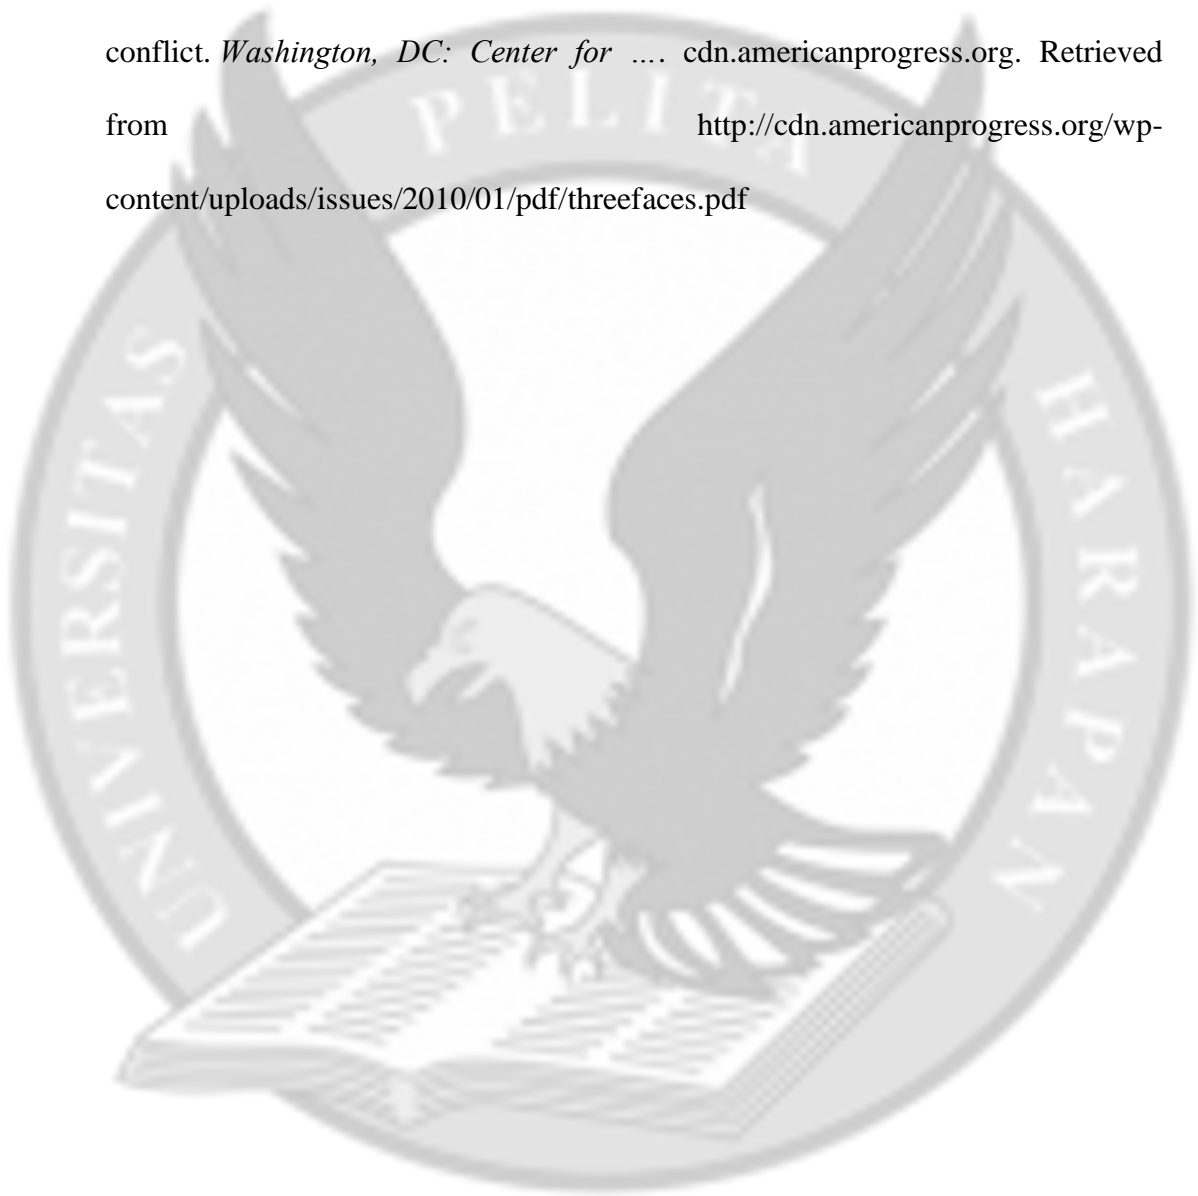 conflict. Washington, DC: Center for …. cdn.americanprogress.org. Retrieved
from http://cdn.americanprogress.org/wp-
content/uploads/issues/2010/01/pdf/threefaces.pdf
UNIVERSITAS PELITA HARAPAN